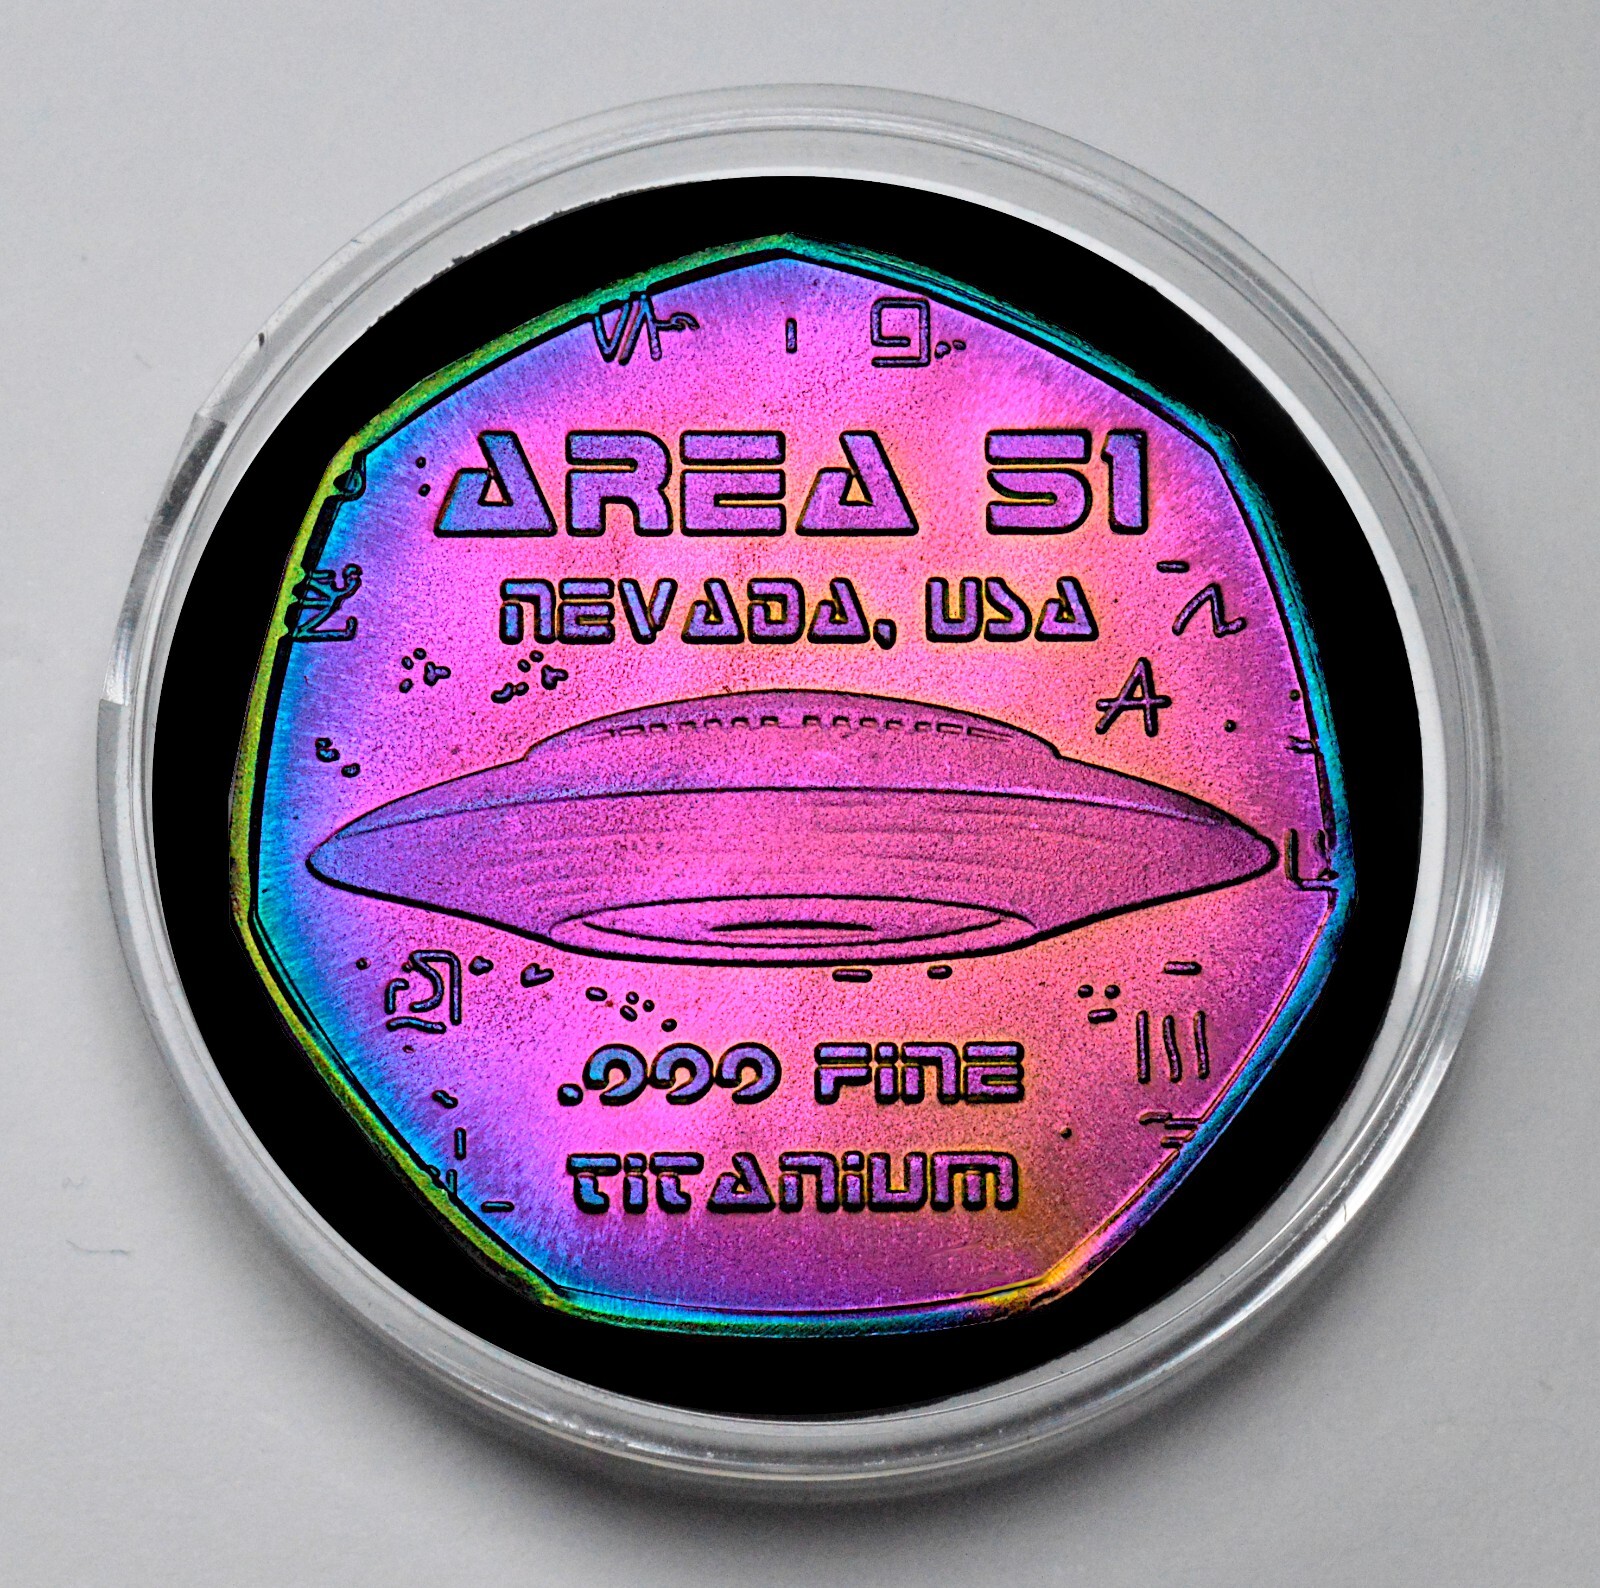 AREA 51
NEVADA, USA
.999 FINE
TITANIUM